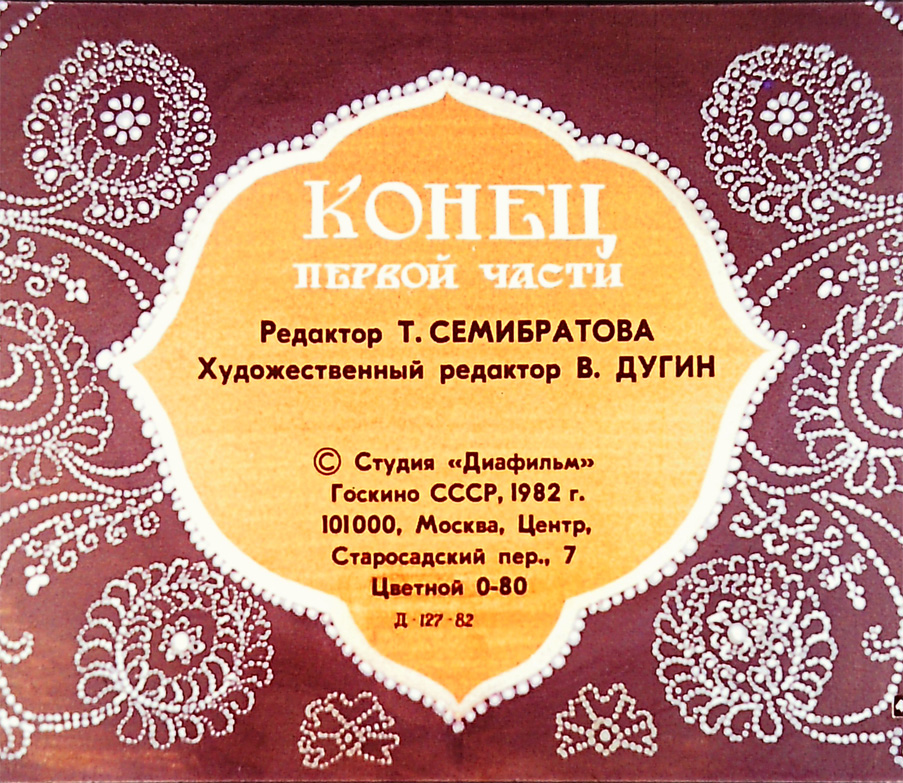 КОНЕЦ
ПЕРВОЙ ЧАСТИ
Редактор Т. СЕМИБРАТОВА
Художественный редактор В. ДУГИН
© Студия «Диафильм»
Госкино СССР, 1982 г.
101000, Москва, Центр,
Старосадский пер., 7
Цветной 0-80
Д-127-82